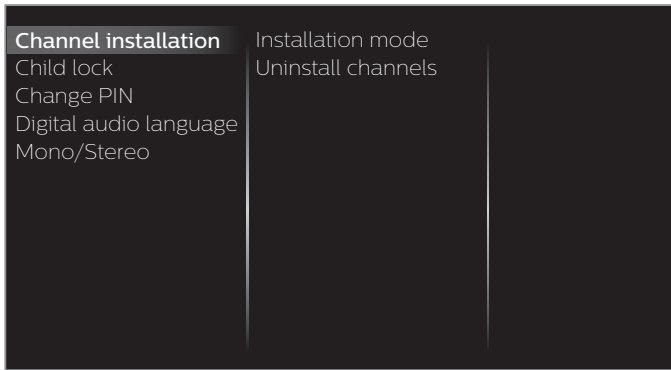 Channel installation
Child lock
Change PIN
Digital audio language
Mono/Stereo
Installation mode
Uninstall channels